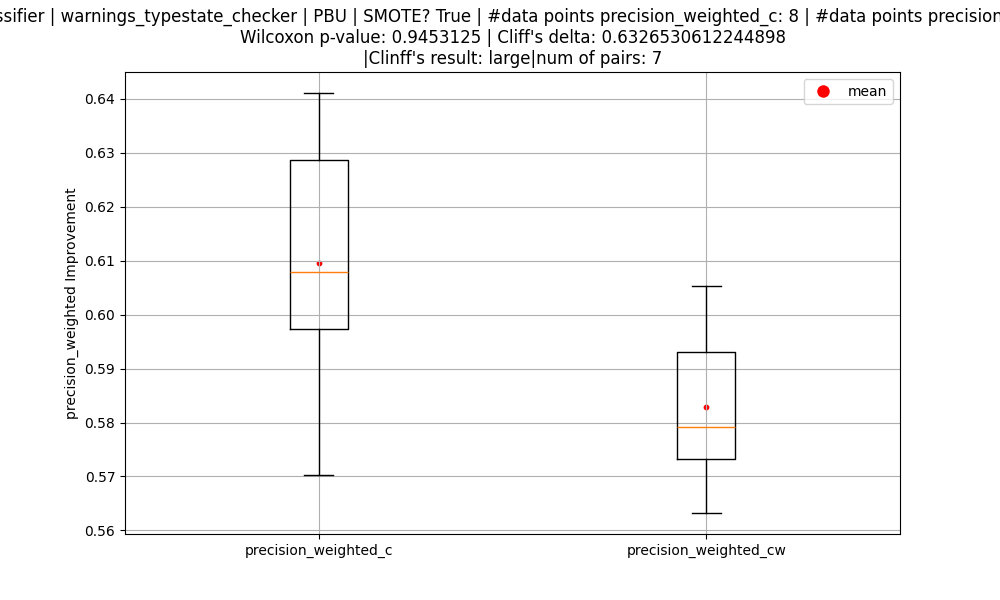 ssifier | warnings_typestate_checker | PBU | SMOTE? True | #data points precision_weighted_c: 8 | #data points precision
Wilcoxon p-value: 0.9453125 | Cliff's delta: 0.6326530612244898
|Clinff's result: large|num of pairs: 7
mean
0.64
0.63
0.62
0.61
0.60
0.59
0.58
0.57
0.56
precision_weighted Improvement
precision_weighted_c
precision_weighted_cw